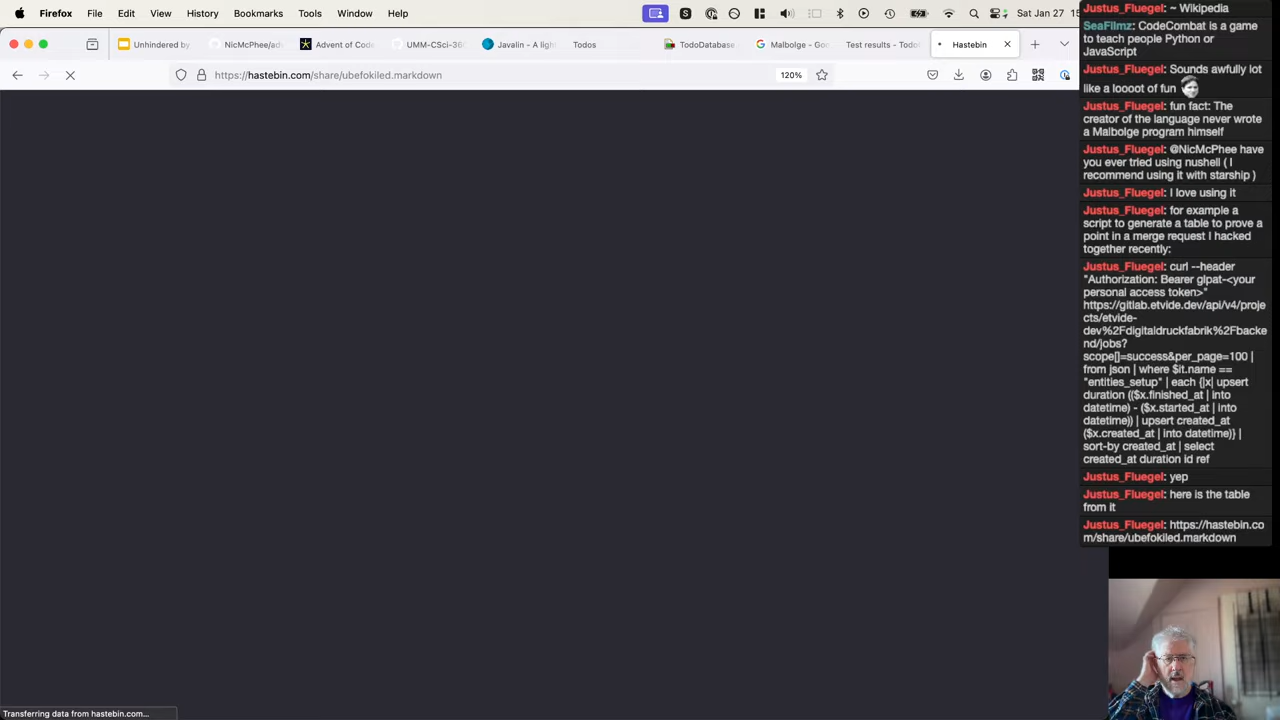 Firefox File Edit View History Bookmarks Tools Window Help
Sat Jan 27 15
Unhindered by
NicMcPhee/adv
Advent of Code
UMM-CSci-36
Javalin - A ligh
Todos
TodoDatabase
Malbolge - Goo
Test results - Todo
Hastebin
https://hastebin.com/share/ubefokiled.markdown
120%
Justus_Fluegel: ~ Wikipedia
SeaFilmz: CodeCombat is a game
to teach people Python or
JavaScript
Justus_Fluegel: Sounds awfully lot
like a loooot of fun
Justus_Fluegel: fun fact: The
creator of the language never wrote
a Malbolge program himself
Justus_Fluegel: @NicMcPhee have
you ever tried using nushell ( I
recommend using it with starship )
Justus_Fluegel: I love using it
Justus_Fluegel: for example a
script to generate a table to prove a
point in a merge request I hacked
together recently:
Justus_Fluegel: curl --header
"Authorization: Bearer glpat-<your
personal access token>"
https://gitlab.etvide.dev/api/v4/proje
cts/etvide-
dev%2Fdigitaldruckfabrik%2Fbacke
nd/jobs?
scope[]=success&per_page=100 |
from json | where $it.name ==
"entities_setup" | each {|x| upsert
duration (($x.finished_at | into
datetime) - ($x.started_at | into
datetime)) | upsert created_at
($x.created_at | into datetime)} |
sort-by created_at | select
created_at duration id ref
Justus_Fluegel: yep
Justus_Fluegel: here is the table
from it
Justus_Fluegel: https://hastebin.co
m/share/ubefokiled.markdown
Transferring data from hastebin.com...